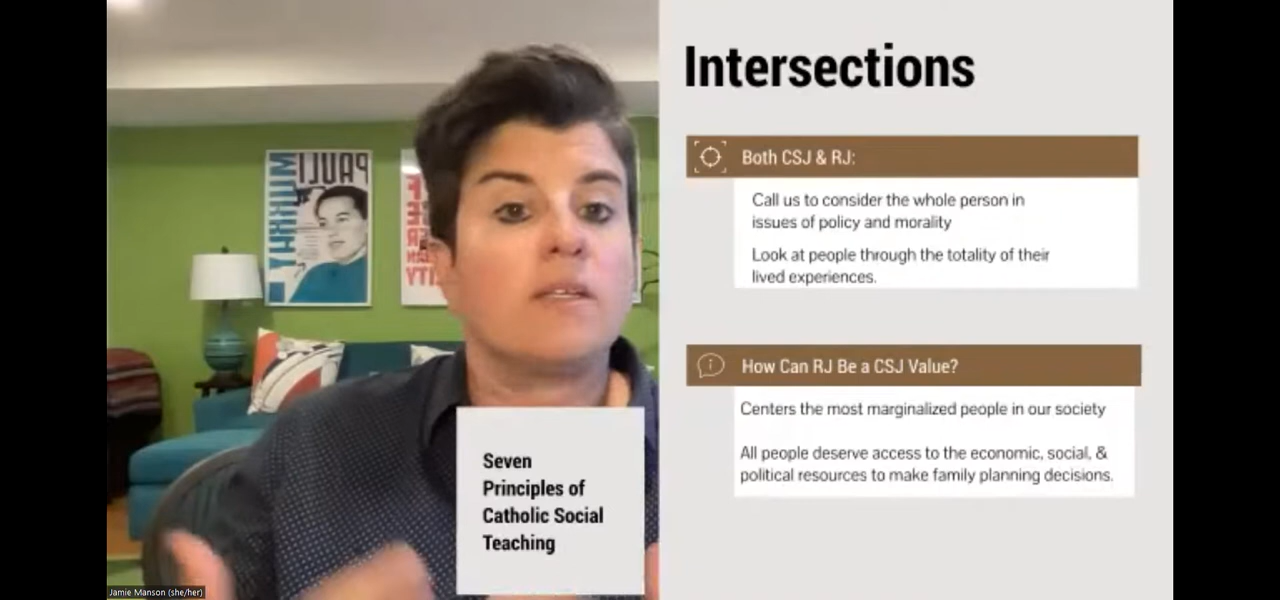 Intersections
Both CSJ & RJ:
Call us to consider the whole person in
issues of policy and morality
Look at people through the totality of their
lived experiences.
How Can RJ Be a CSJ Value?
Centers the most marginalized people in our society
All people deserve access to the economic, social, &
political resources to make family planning decisions.
Seven
Principles of
Catholic Social
Teaching
PAULI
MURRAY
Jamie Manson (she/her)